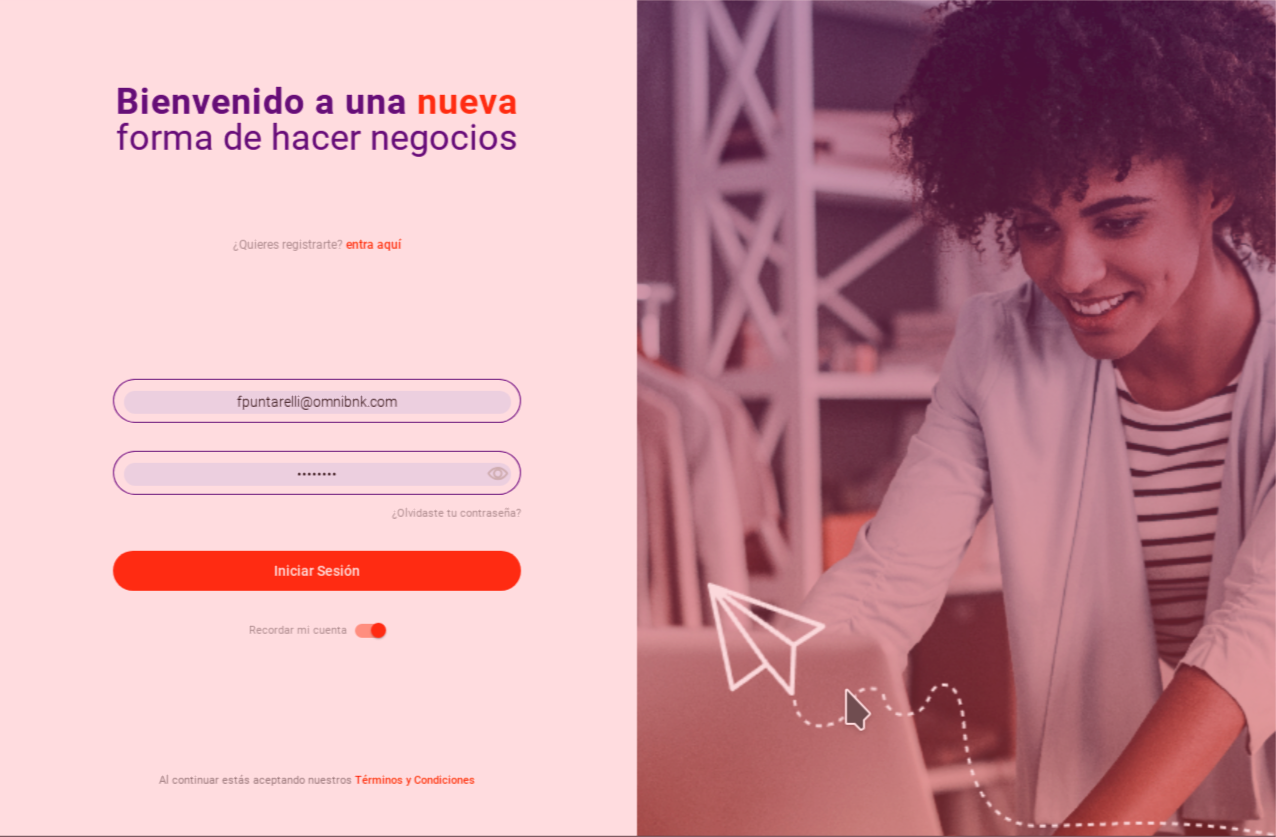 Bienvenido a una nueva
forma de hacer negocios
¿Quieres registrarte? entra aquí
fpuntarelli@omnibnk.com
••••••••
¿Olvidaste tu contraseña?
Iniciar Sesión
Recordar mi cuenta
Al continuar estás aceptando nuestros Términos y Condiciones